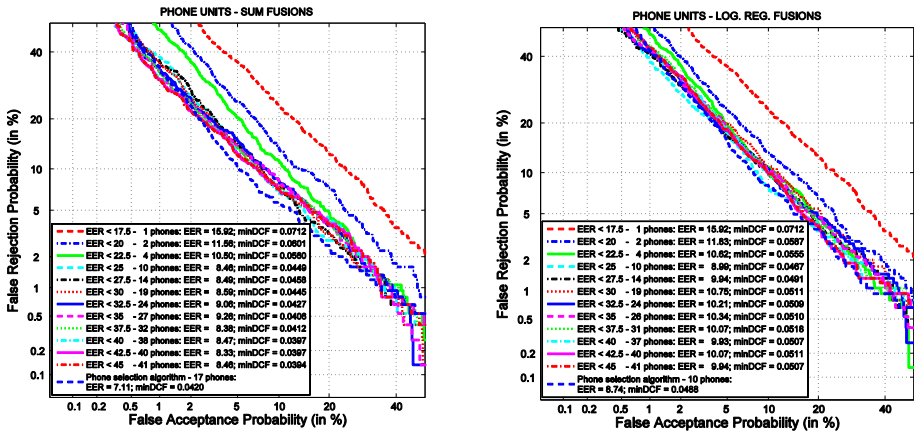 PHONE UNITS - SUM FUSIONS
False Rejection Probability (in %)
40
20
10
5
2
1
0.5
0.2
0.1
EER < 17.5 - 1 phones: EER = 15.92; minDCF = 0.0712
EER < 20 - 2 phones: EER = 11.56; minDCF = 0.0601
EER < 22.5 - 4 phones: EER = 10.50; minDCF = 0.0560
EER < 25 - 10 phones: EER = 8.46; minDCF = 0.0449
EER < 27.5 - 14 phones: EER = 8.49; minDCF = 0.0458
EER < 30 - 19 phones: EER = 8.59; minDCF = 0.0445
EER < 32.5 - 24 phones: EER = 9.06; minDCF = 0.0427
EER < 35 - 27 phones: EER = 9.26; minDCF = 0.0406
EER < 37.5 - 32 phones: EER = 8.38; minDCF = 0.0412
EER < 40 - 38 phones: EER = 8.47; minDCF = 0.0397
EER < 42.5 - 40 phones: EER = 8.33; minDCF = 0.0397
EER < 45 - 41 phones: EER = 8.46; minDCF = 0.0394
Phone selection algorithm - 17 phones:
EER = 7.11; minDCF = 0.0420
0.1 0.2 0.5 1 2 5 10 20 40
False Acceptance Probability (in %)
PHONE UNITS - LOG. REG. FUSIONS
False Rejection Probability (in %)
40
20
10
5
2
1
0.5
0.2
0.1
EER < 17.5 - 1 phones: EER = 15.92; minDCF = 0.0712
EER < 20 - 2 phones: EER = 11.83; minDCF = 0.0587
EER < 22.5 - 4 phones: EER = 10.62; minDCF = 0.0555
EER < 25 - 10 phones: EER = 8.99; minDCF = 0.0467
EER < 27.5 - 14 phones: EER = 9.94; minDCF = 0.0491
EER < 30 - 19 phones: EER = 10.75; minDCF = 0.0511
EER < 32.5 - 24 phones: EER = 10.21; minDCF = 0.0509
EER < 35 - 26 phones: EER = 10.34; minDCF = 0.0510
EER < 37.5 - 31 phones: EER = 10.07; minDCF = 0.0518
EER < 40 - 37 phones: EER = 9.93; minDCF = 0.0507
EER < 42.5 - 40 phones: EER = 10.07; minDCF = 0.0511
EER < 45 - 41 phones: EER = 9.94; minDCF = 0.0507
Phone selection algorithm - 10 phones:
EER = 8.74; minDCF = 0.0488
0.1 0.2 0.5 1 2 5 10 20 40
False Acceptance Probability (in %)